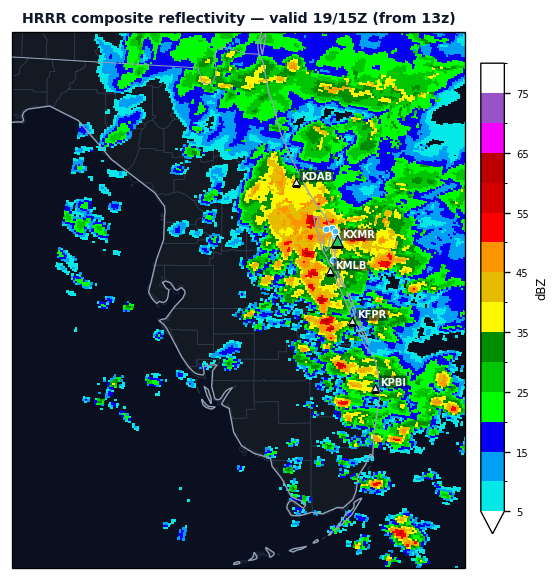 HRRR composite reflectivity — valid 19/15Z (from 13z)
KDAB
KXMR
KMLB
KFPR
KPBI
75
65
55
45
35
25
15
5
dBZ